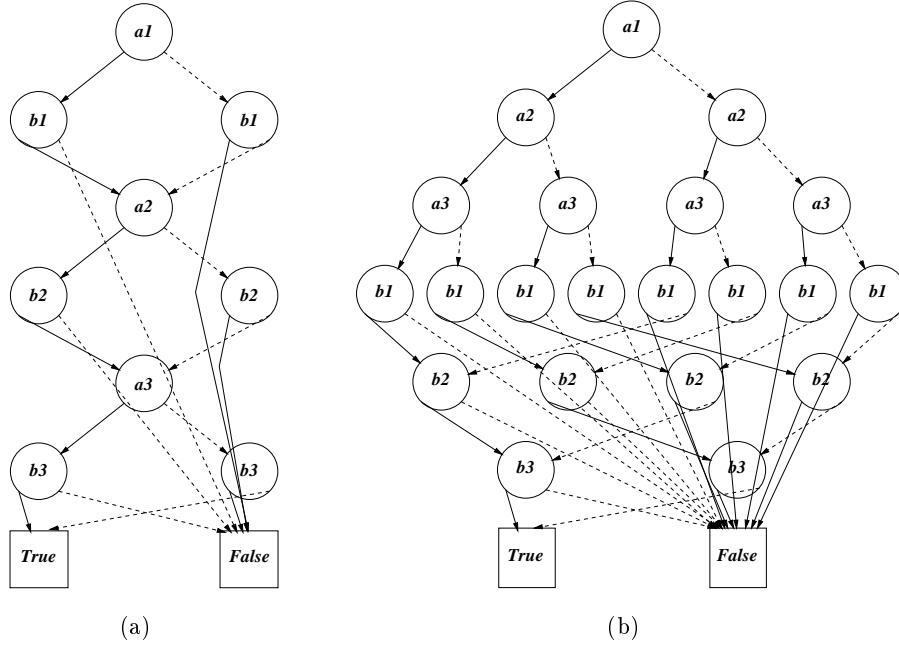 a1
b1 b1
a2
b2 b2
a3
b3 b3
True False
(a)
a1
a2 a2
a3 a3 a3 a3
b1 b1 b1 b1 b1 b1 b1 b1
b2 b2 b2 b2
b3 b3
True False
(b)